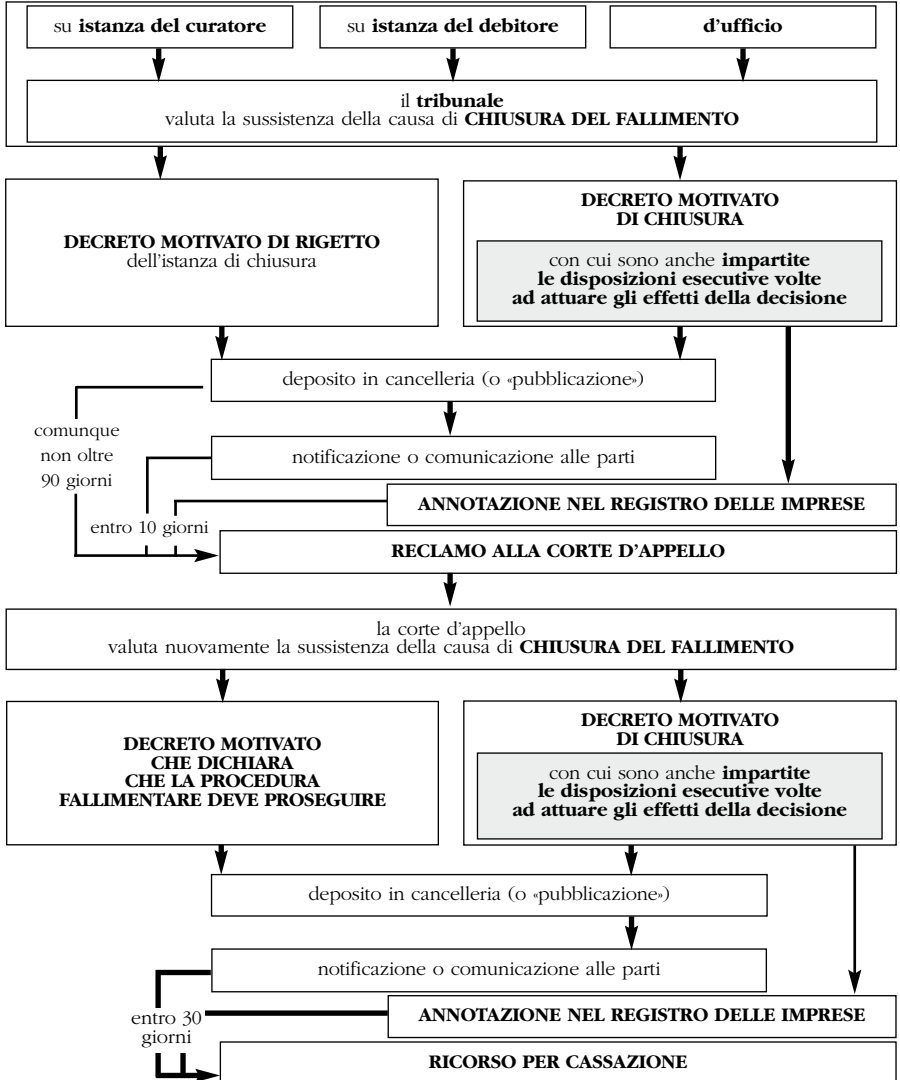 su istanza del curatore
su istanza del debitore
d'ufficio
il tribunale
valuta la sussistenza della causa di CHIUSURA DEL FALLIMENTO
DECRETO MOTIVATO DI RIGETTO
dell'istanza di chiusura
DECRETO MOTIVATO
DI CHIUSURA
con cui sono anche impartite
le disposizioni esecutive volte
ad attuare gli effetti della decisione
deposito in cancelleria (o «pubblicazione»)
comunque
non oltre
90 giorni
notificazione o comunicazione alle parti
ANNOTAZIONE NEL REGISTRO DELLE IMPRESE
entro 10 giorni
RECLAMO ALLA CORTE D'APPELLO
la corte d'appello
valuta nuovamente la sussistenza della causa di CHIUSURA DEL FALLIMENTO
DECRETO MOTIVATO
CHE DICHIARA
CHE LA PROCEDURA
FALLIMENTARE DEVE PROSEGUIRE
DECRETO MOTIVATO
DI CHIUSURA
con cui sono anche impartite
le disposizioni esecutive volte
ad attuare gli effetti della decisione
deposito in cancelleria (o «pubblicazione»)
notificazione o comunicazione alle parti
entro 30
giorni
ANNOTAZIONE NEL REGISTRO DELLE IMPRESE
RICORSO PER CASSAZIONE